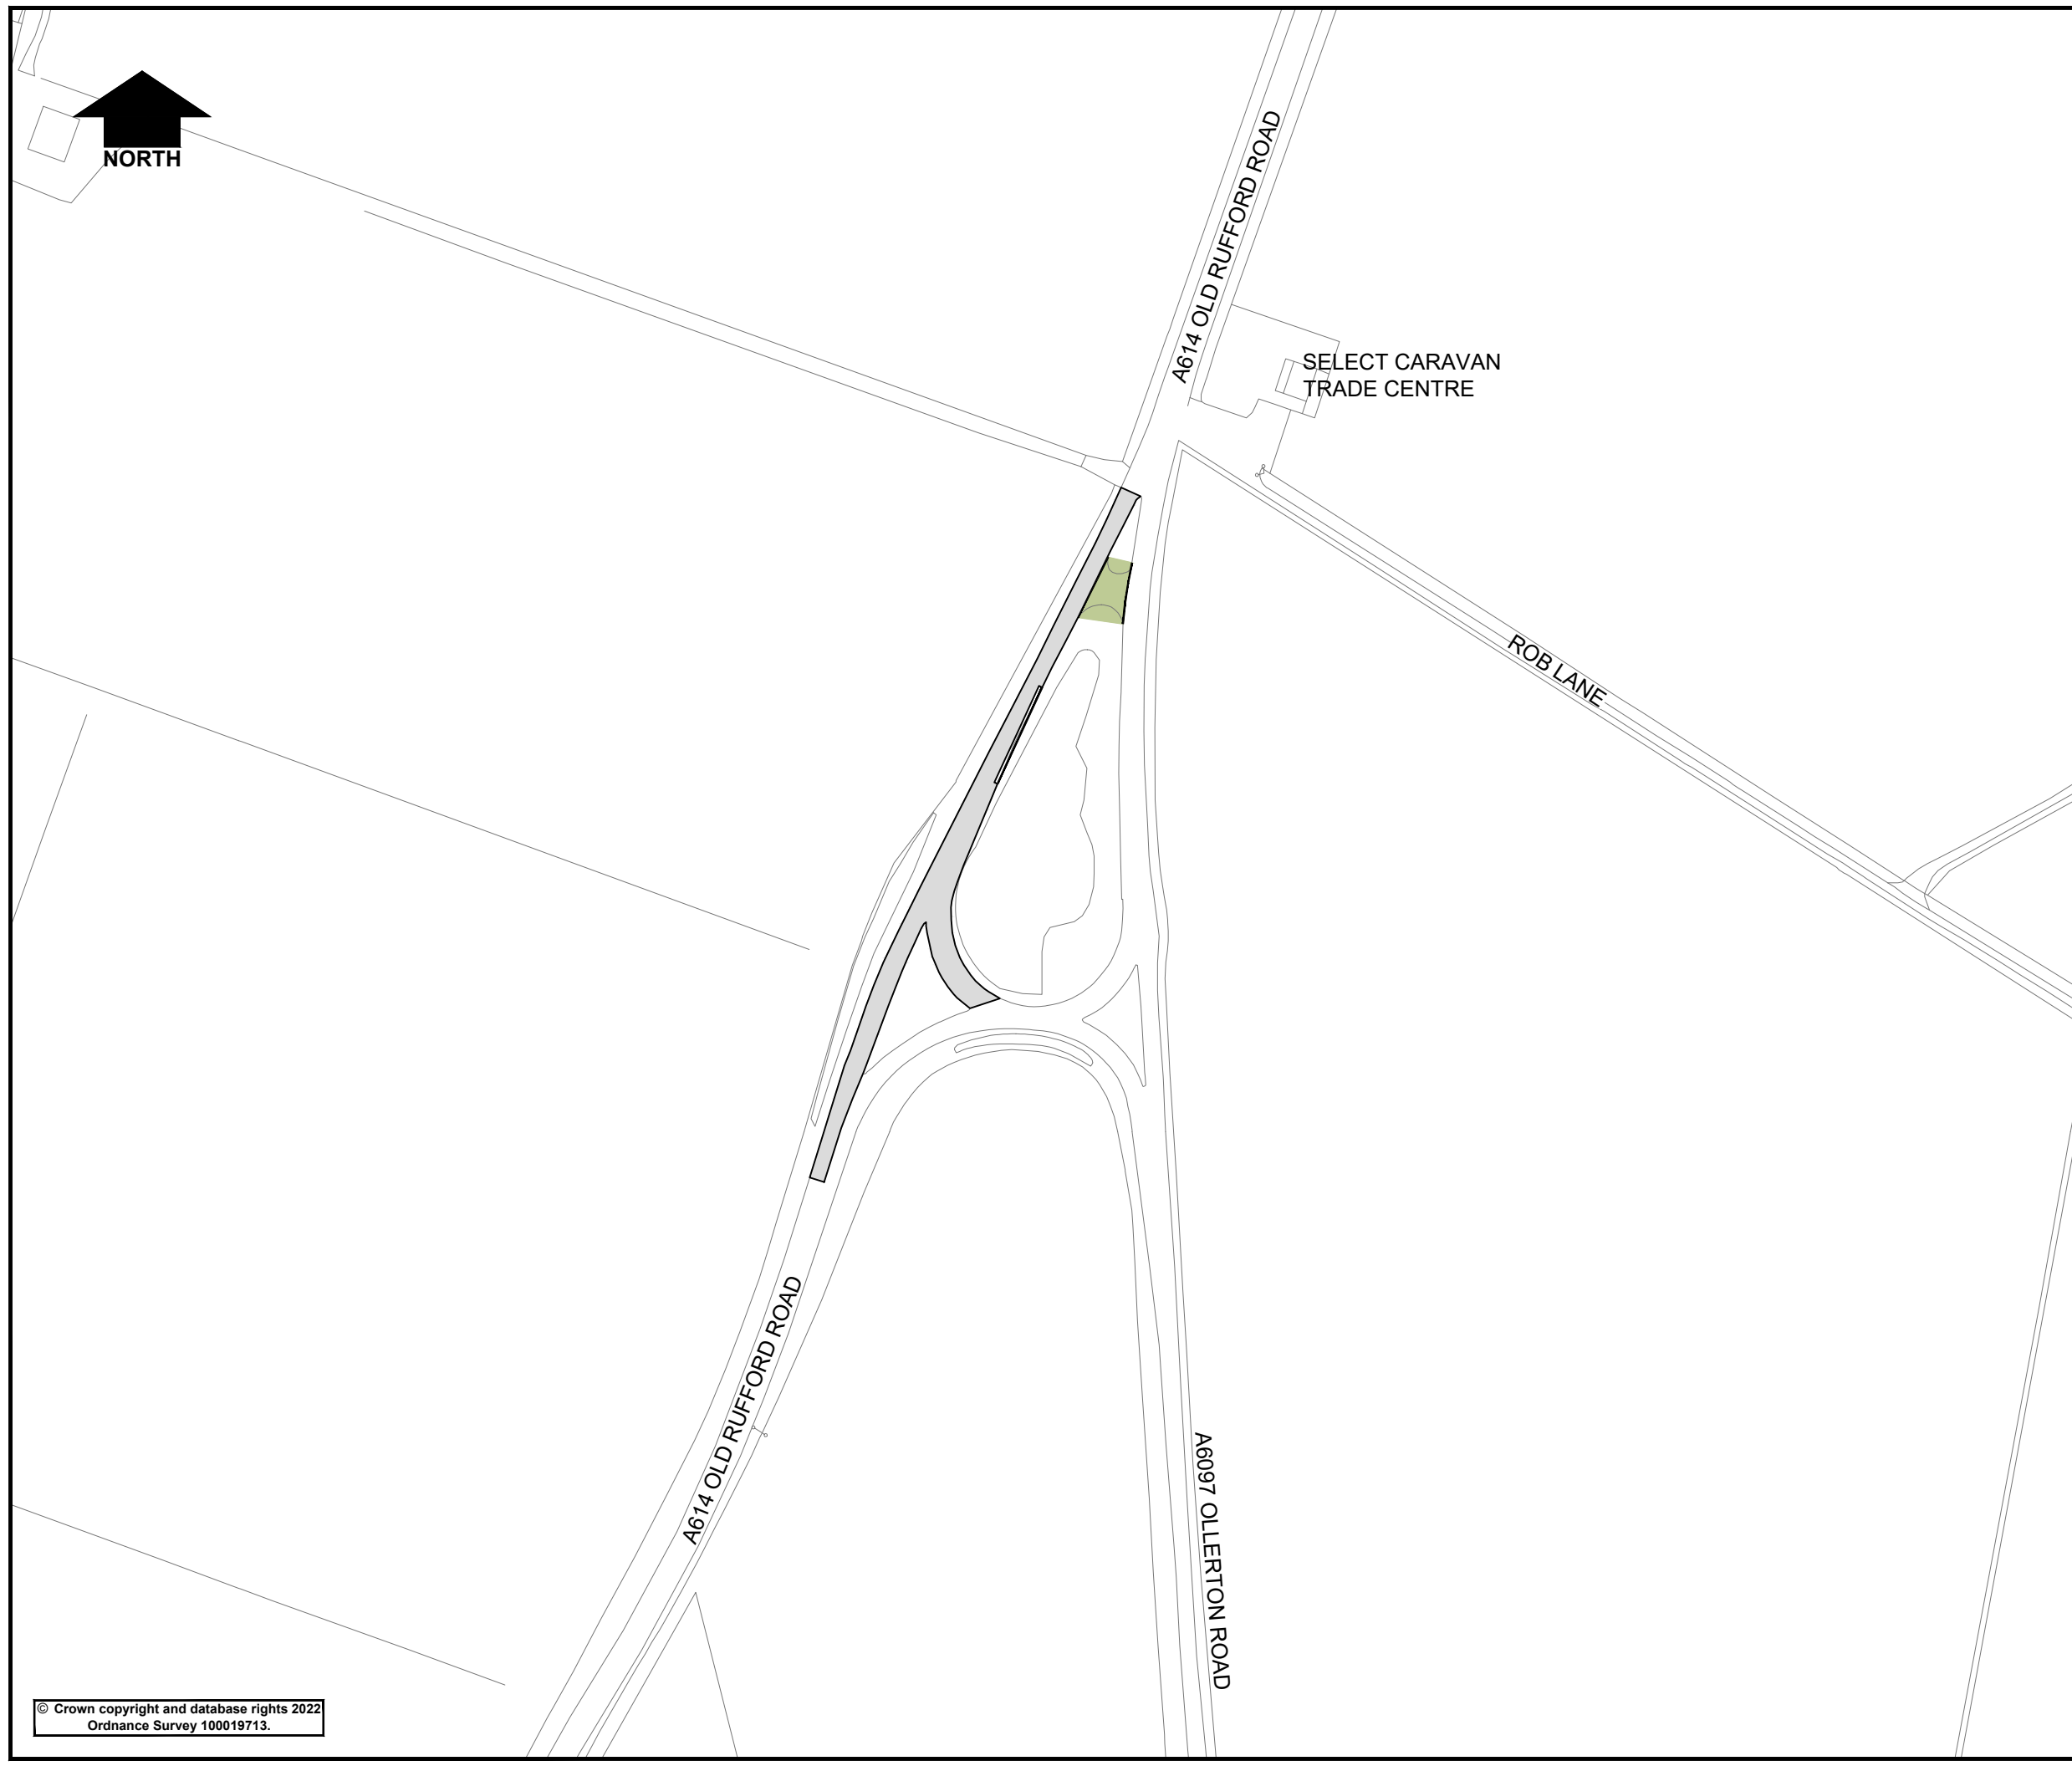 NORTH
A614 OLD RUFFORD ROAD
SELECT CARAVAN
TRADE CENTRE
ROB LANE
A614 OLD RUFFORD ROAD
A6097 OLLERTON ROAD
© Crown copyright and database rights 2022
Ordnance Survey 100019713.